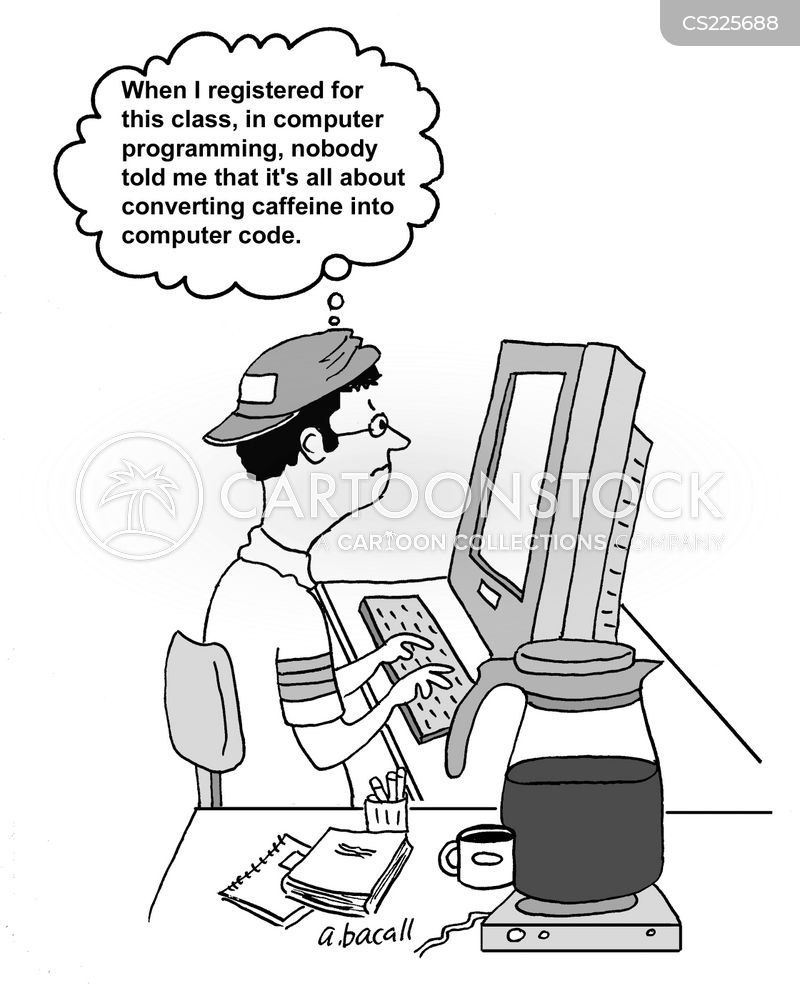 CS225688
When I registered for
this class, in computer
programming, nobody
told me that it's all about
converting caffeine into
computer code.
CARTOONSTOCK
A CARTOON COLLECTIONS COMPANY
a.bacall